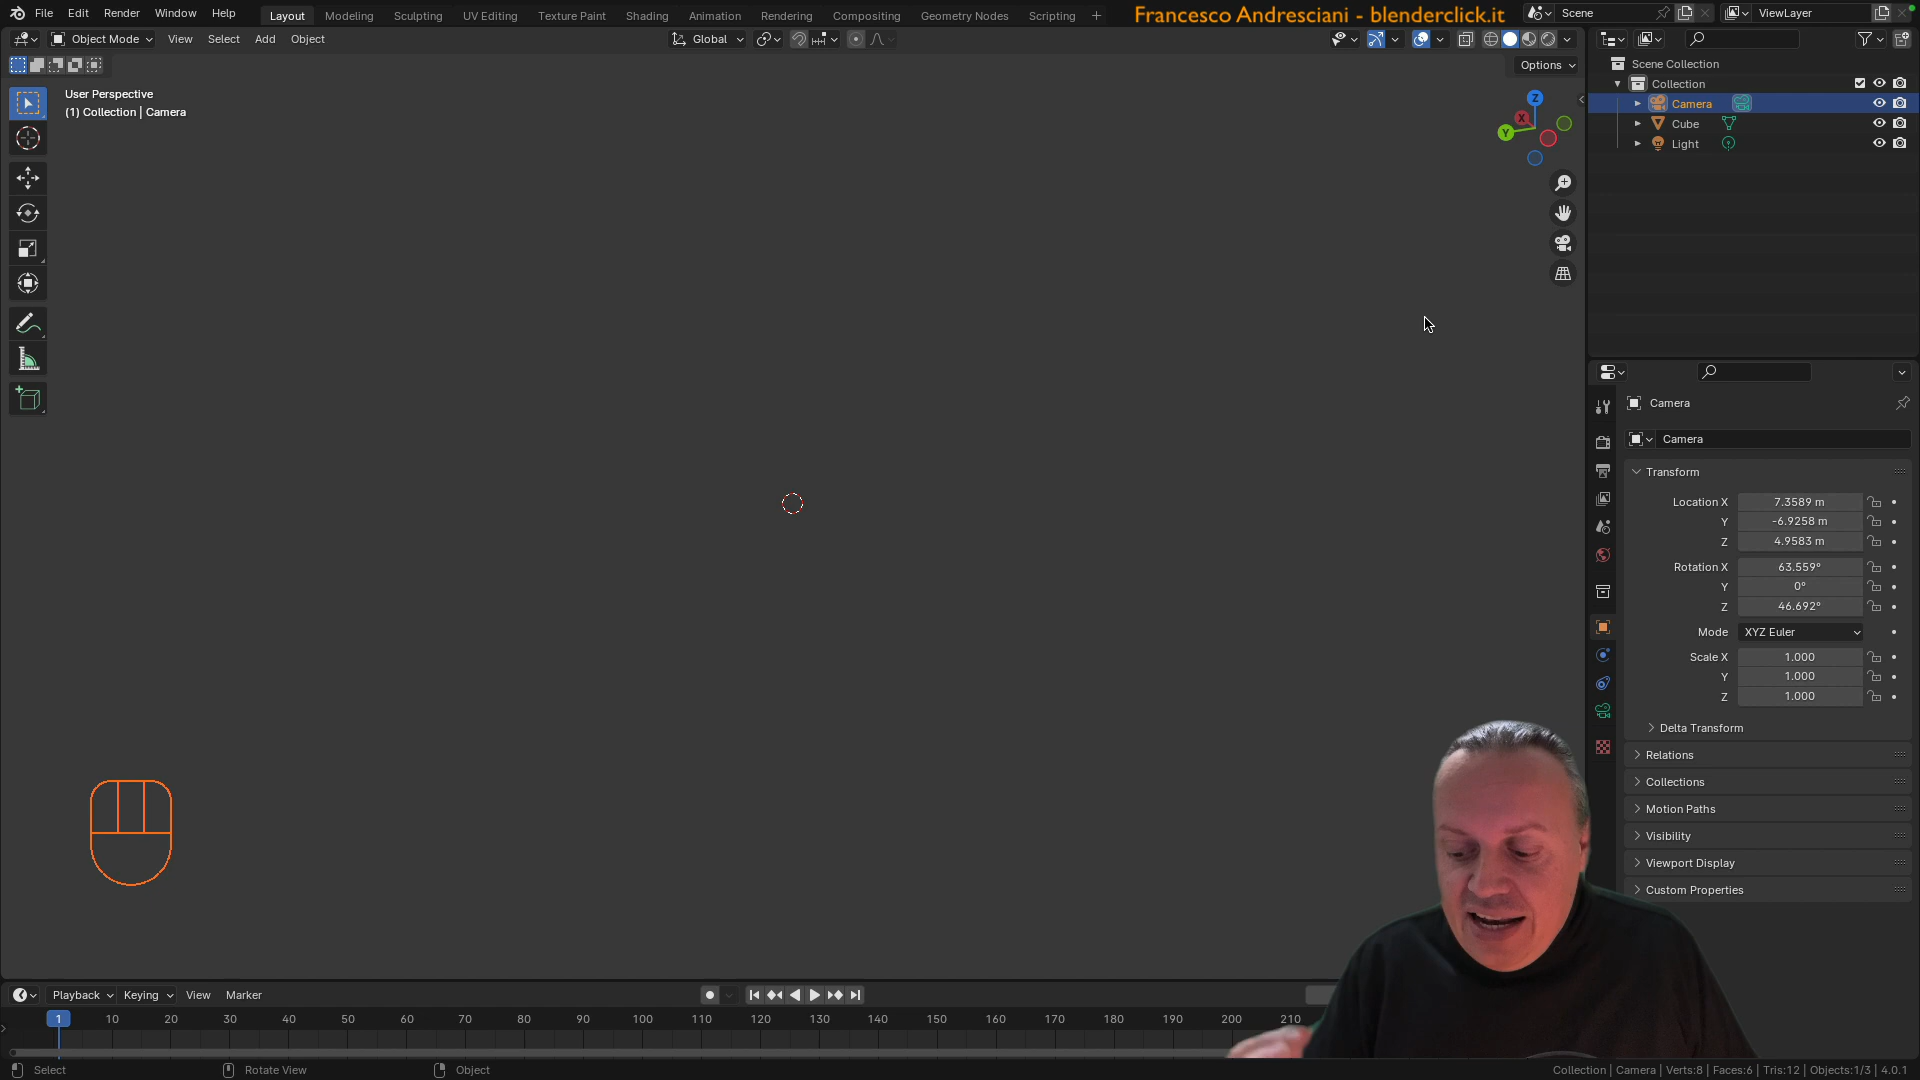 File Edit Render Window Help
Layout Modeling Sculpting UV Editing Texture Paint Shading Animation Rendering Compositing Geometry Nodes Scripting
Francesco Andresciani - blenderclick.it
Scene
ViewLayer
Object Mode View Select Add Object
Global
Options
User Perspective
(1) Collection | Camera
Z
X
Y
Scene Collection
Collection
Camera
Cube
Light
Camera
Camera
Transform
Location X 7.3589 m
Y -6.9258 m
Z 4.9583 m
Rotation X 63.559°
Y 0°
Z 46.692°
Mode XYZ Euler
Scale X 1.000
Y 1.000
Z 1.000
Delta Transform
Relations
Collections
Motion Paths
Visibility
Viewport Display
Custom Properties
Playback Keying View Marker
1 10 20 30 40 50 60 70 80 90 100 110 120 130 140 150 160 170 180 190 200 210
Select Rotate View Object
Collection | Camera | Verts:8 | Faces:6 | Tris:12 | Objects:1/3 | 4.0.1